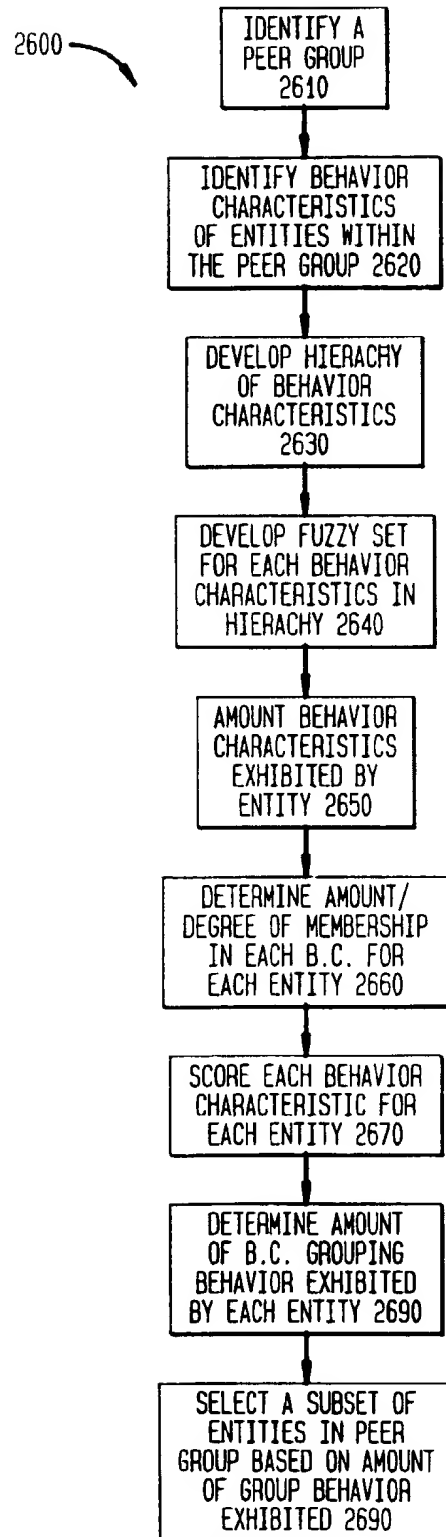 2600
IDENTIFY A
PEER GROUP
2610
IDENTIFY BEHAVIOR
CHARACTERISTICS
OF ENTITIES WITHIN
THE PEER GROUP 2620
DEVELOP HIERACHY
OF BEHAVIOR
CHARACTERISTICS
2630
DEVELOP FUZZY SET
FOR EACH BEHAVIOR
CHARACTERISTICS IN
HIERACHY 2640
AMOUNT BEHAVIOR
CHARACTERISTICS
EXHIBITED BY
ENTITY 2650
DETERMINE AMOUNT/
DEGREE OF MEMBERSHIP
IN EACH B.C. FOR
EACH ENTITY 2660
SCORE EACH BEHAVIOR
CHARACTERISTIC FOR
EACH ENTITY 2670
DETERMINE AMOUNT
OF B.C. GROUPING
BEHAVIOR EXHIBITED
BY EACH ENTITY 2690
SELECT A SUBSET OF
ENTITIES IN PEER
GROUP BASED ON AMOUNT
OF GROUP BEHAVIOR
EXHIBITED 2690